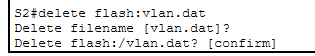 S2#delete flash:vlan.dat
Delete filename [vlan.dat]?
Delete flash:/vlan.dat? [confirm]